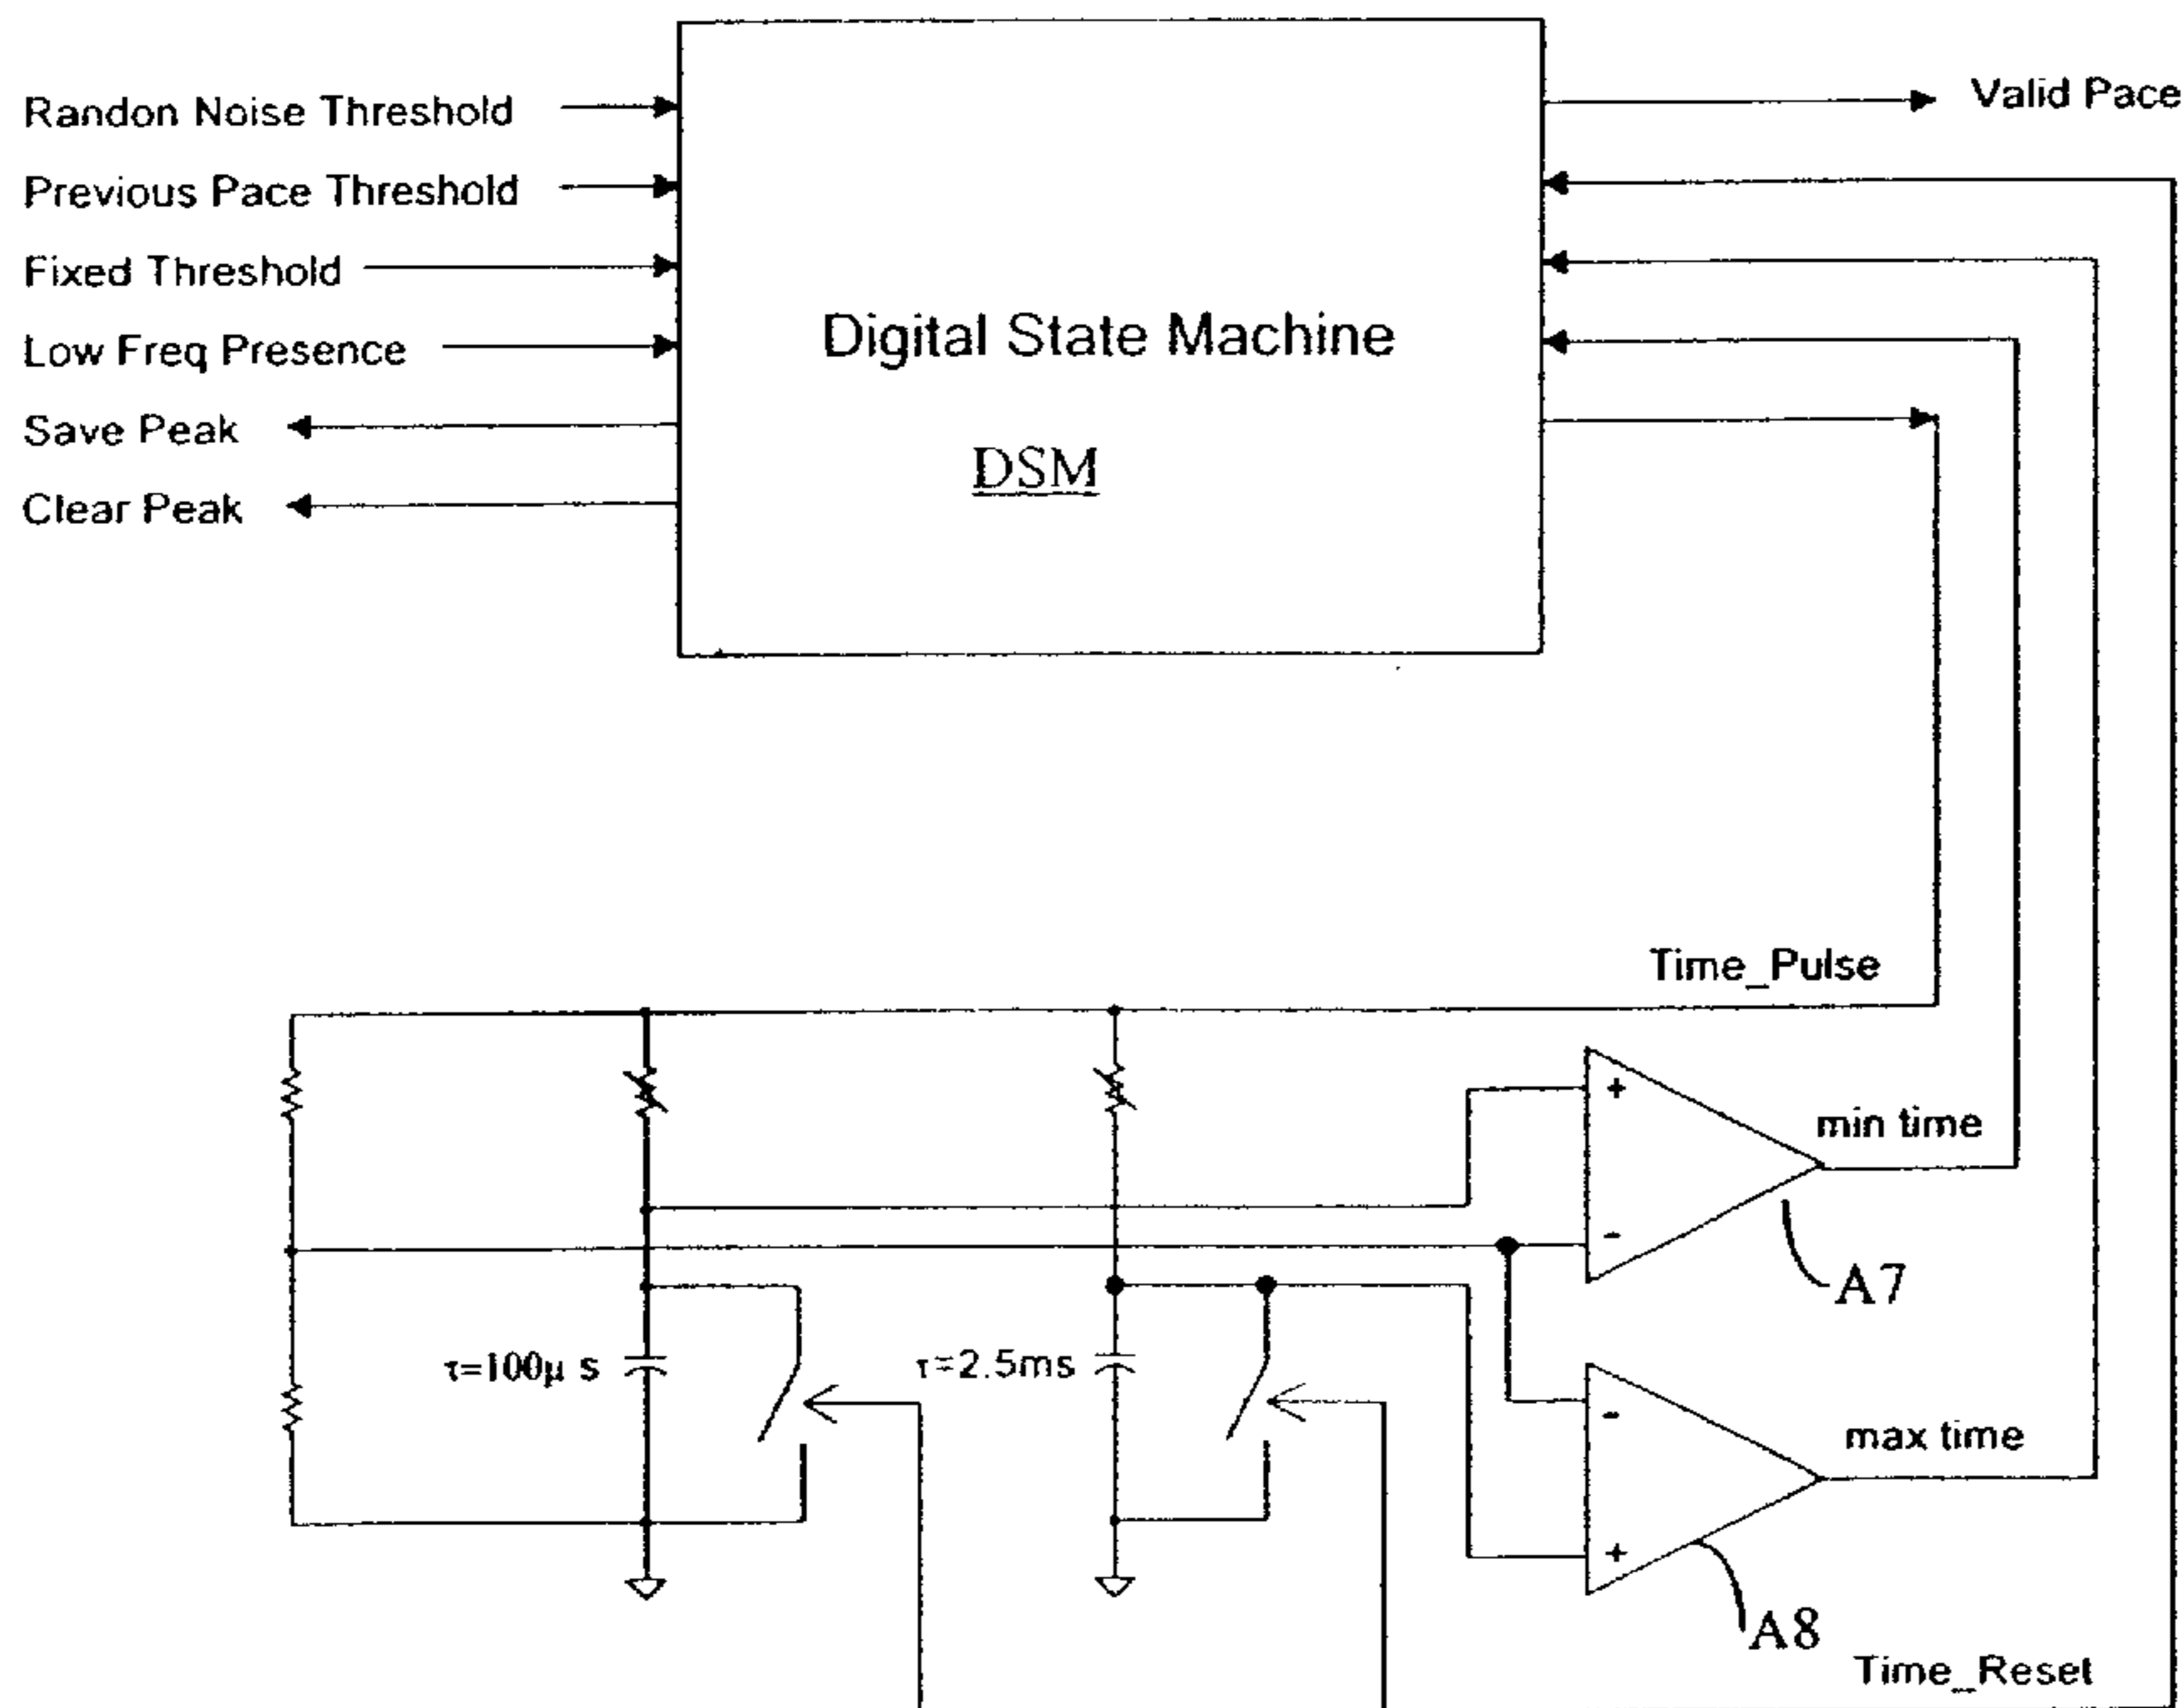 Randon Noise Threshold
Previous Pace Threshold
Fixed Threshold
Low Freq Presence
Save Peak
Clear Peak
Digital State Machine
DSM
Valid Pace
Time_Pulse
+
-
min time
A7
τ=100μ s
τ=2.5ms
-
+
max time
A8
Time_Reset